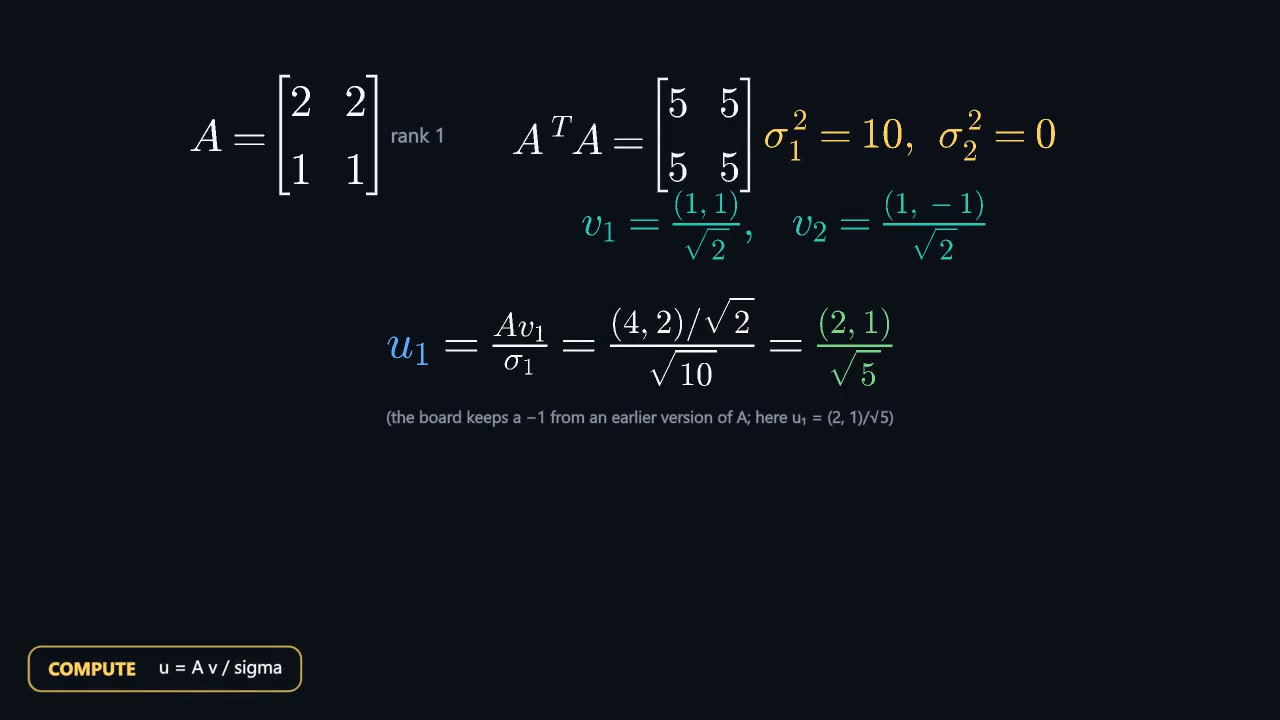 A = [2 2; 1 1] rank 1 A^T A = [5 5; 5 5] σ₁² = 10, σ₂² = 0
v₁ = (1, 1)/√2, v₂ = (1, −1)/√2
u₁ = Av₁/σ₁ = (4, 2)/√2/√10 = (2, 1)/√5
(the board keeps a −1 from an earlier version of A; here u₁ = (2, 1)/√5)
COMPUTE u = A v / sigma